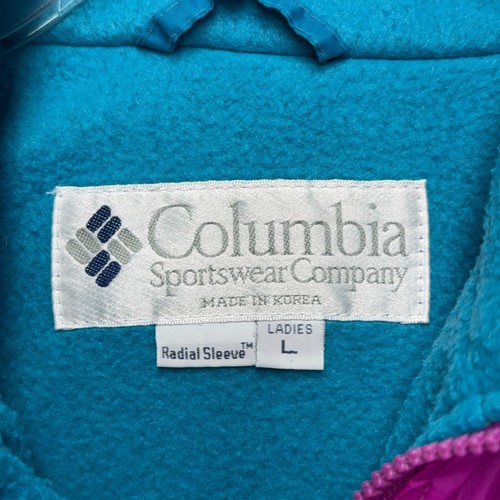 Columbia
Sportswear Company
MADE IN KOREA
Radial Sleeve™
LADIES
L